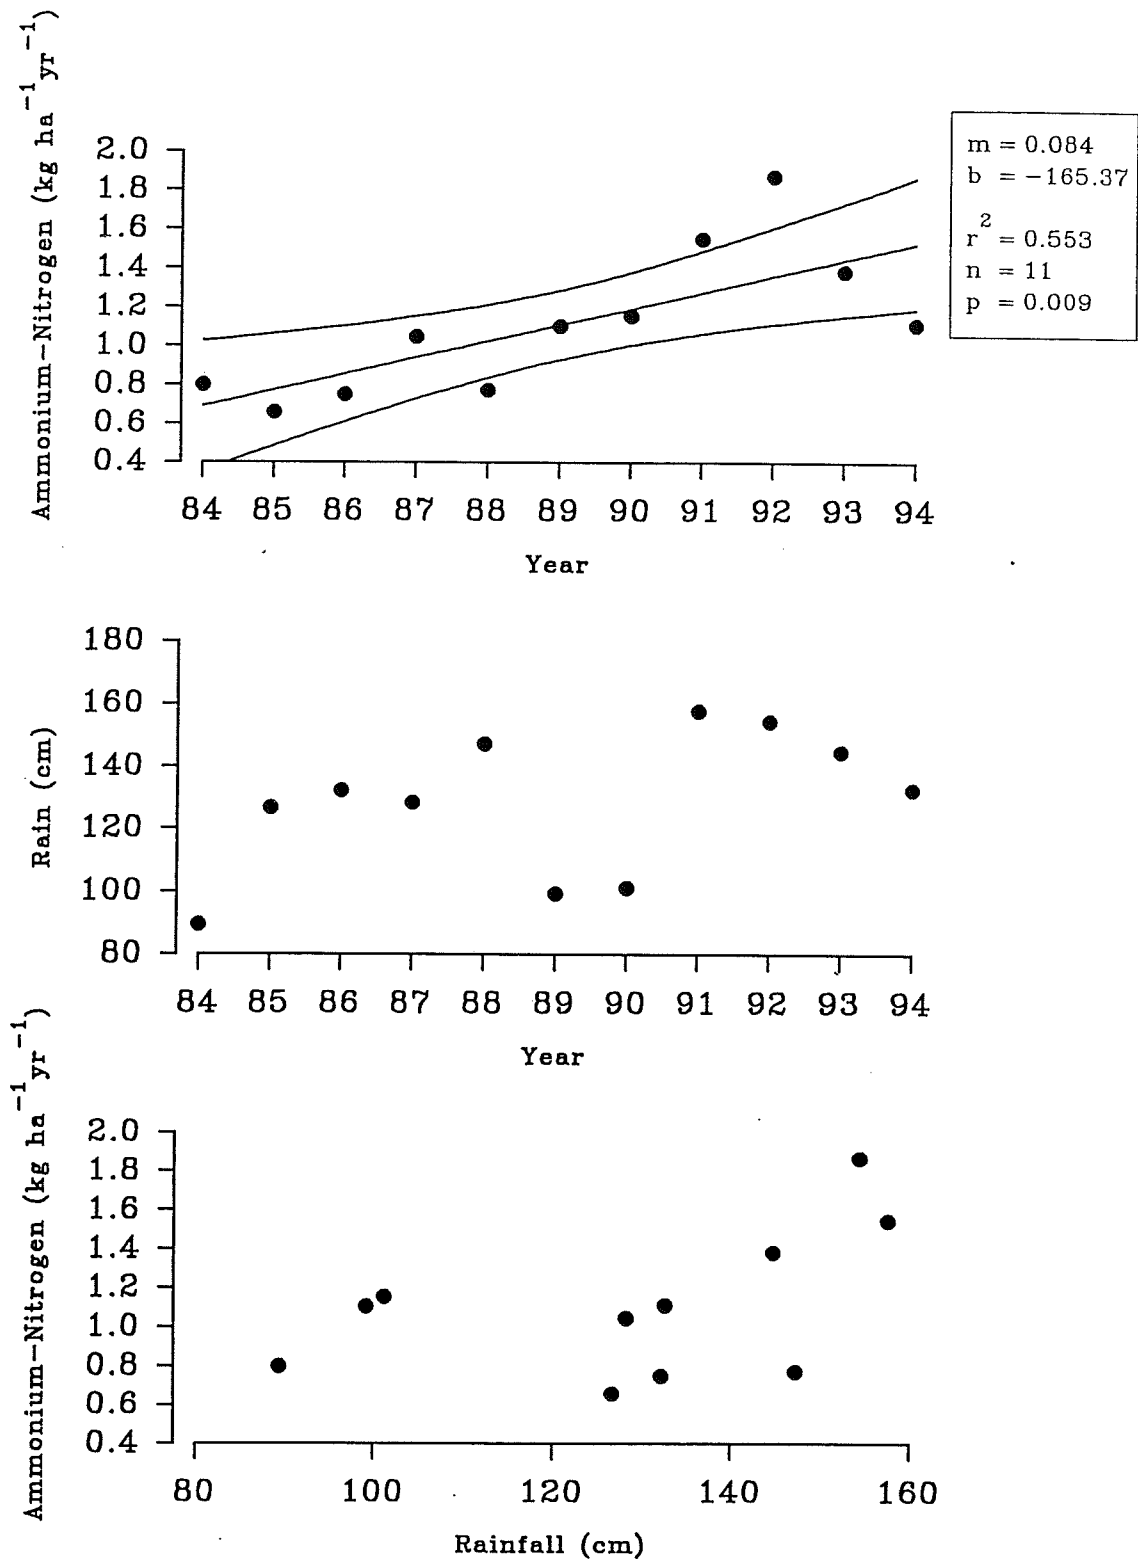 Ammonium-Nitrogen (kg ha⁻¹yr⁻¹)
2.0
1.8
1.6
1.4
1.2
1.0
0.8
0.6
0.4
84 85 86 87 88 89 90 91 92 93 94
Year
m = 0.084
b = -165.37
r² = 0.553
n = 11
p = 0.009
Rain (cm)
180
160
140
120
100
80
84 85 86 87 88 89 90 91 92 93 94
Year
Ammonium-Nitrogen (kg ha⁻¹yr⁻¹)
2.0
1.8
1.6
1.4
1.2
1.0
0.8
0.6
0.4
80 100 120 140 160
Rainfall (cm)